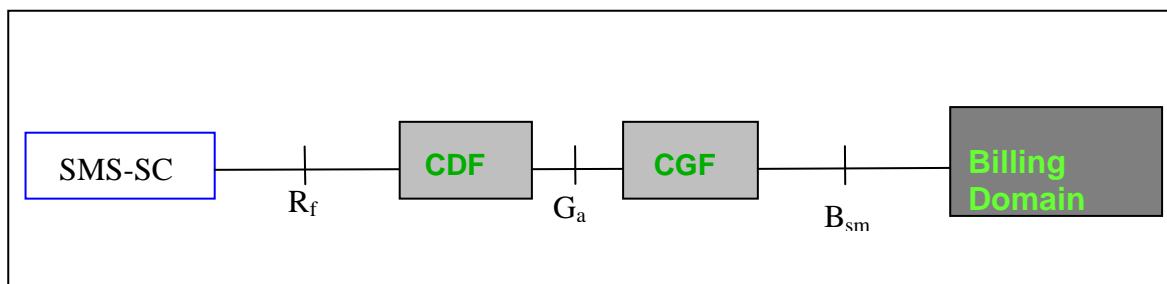 SMS-SC
Rf
CDF
Ga
CGF
Bsm
Billing
Domain